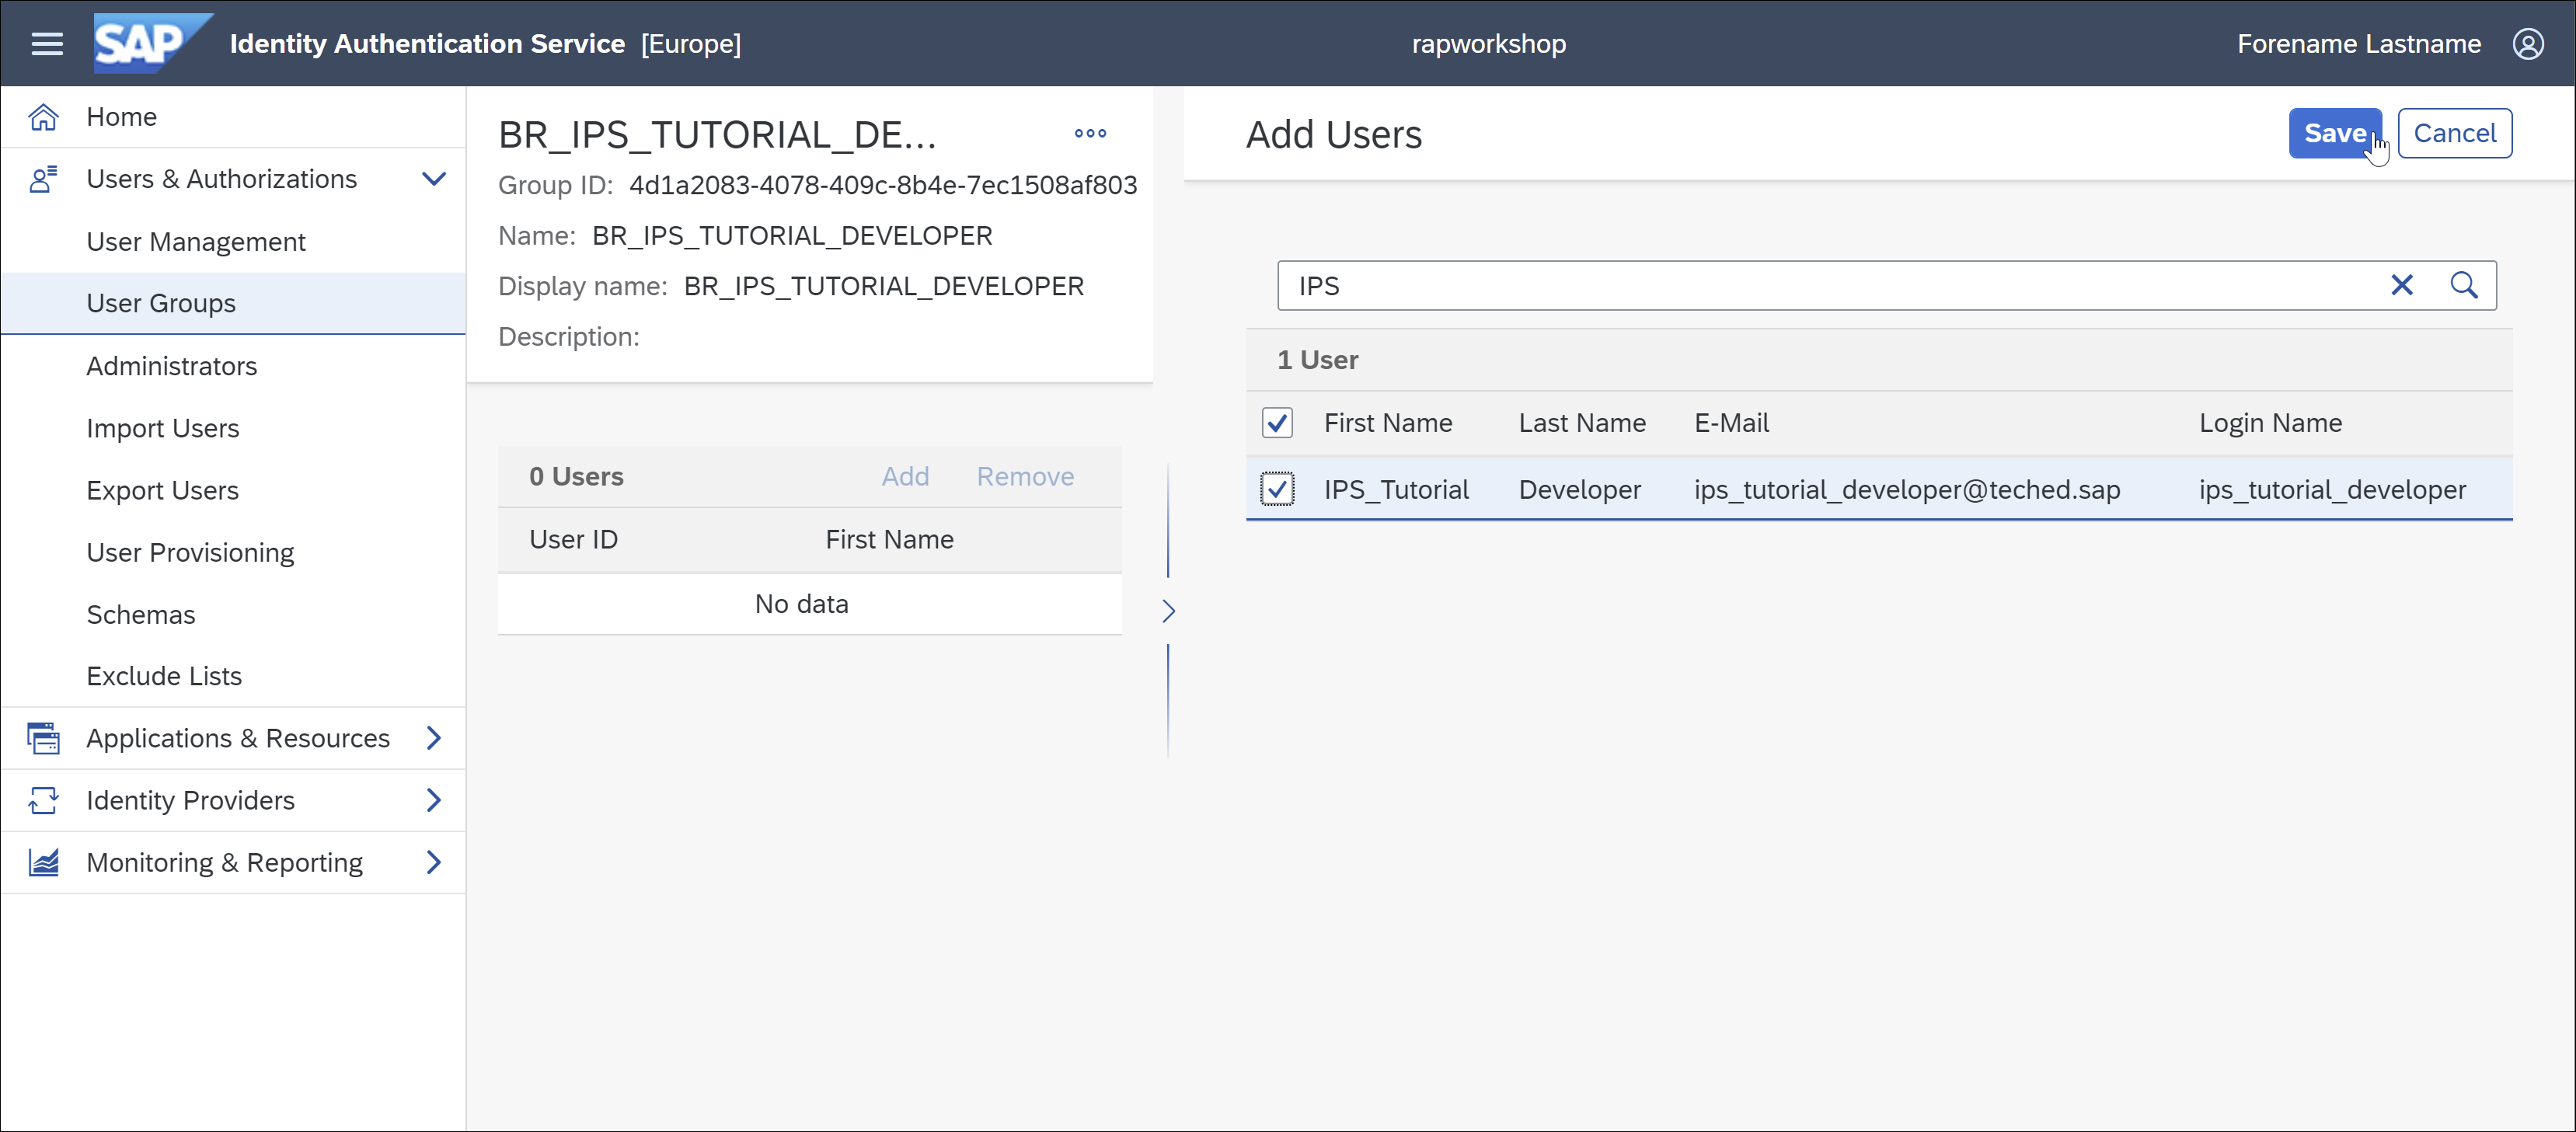 SAP Identity Authentication Service [Europe] rapworkshop Forename Lastname
Home
Users & Authorizations
User Management
User Groups
Administrators
Import Users
Export Users
User Provisioning
Schemas
Exclude Lists
Applications & Resources
Identity Providers
Monitoring & Reporting
BR_IPS_TUTORIAL_DE...
Group ID: 4d1a2083-4078-409c-8b4e-7ec1508af803
Name: BR_IPS_TUTORIAL_DEVELOPER
Display name: BR_IPS_TUTORIAL_DEVELOPER
Description:
0 Users Add Remove
User ID First Name
No data
Add Users Save Cancel
IPS
1 User
First Name Last Name E-Mail Login Name
IPS_Tutorial Developer ips_tutorial_developer@teched.sap ips_tutorial_developer